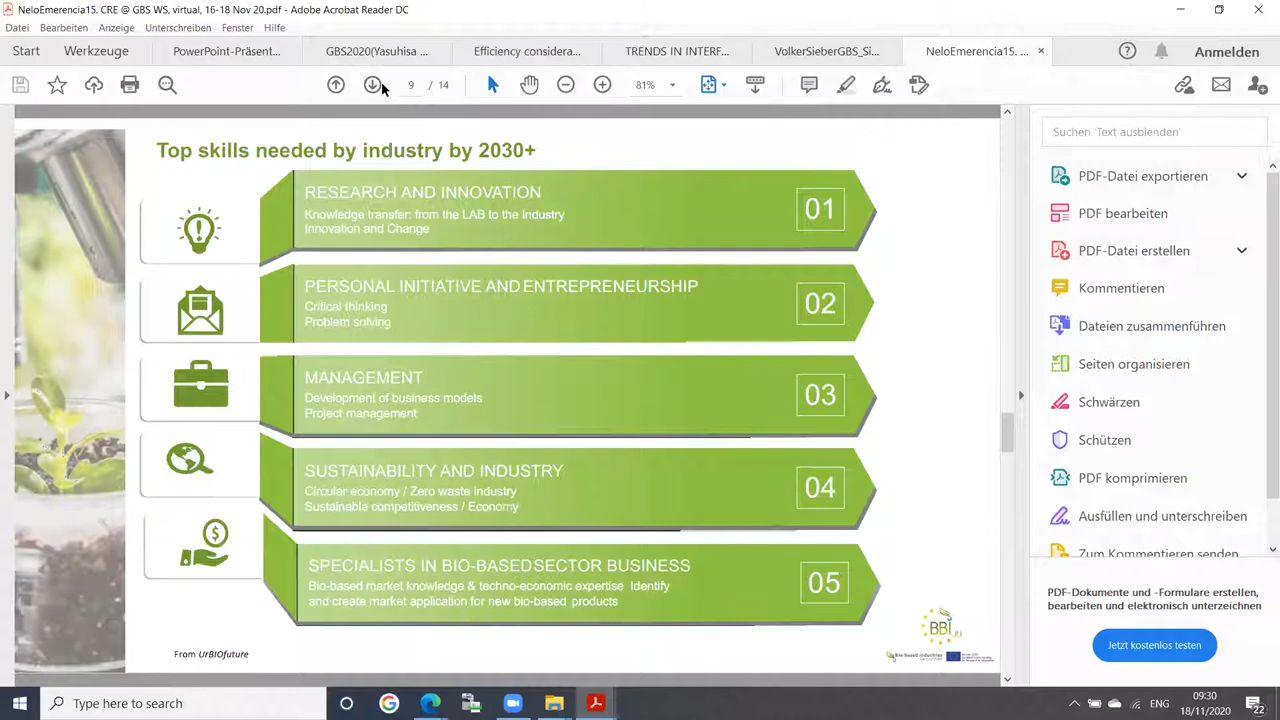 NeloEmerencia15. CRE @ GBS WS, virtual, 16-18 Nov 20.pdf - Adobe Acrobat Reader DC
Datei Bearbeiten Anzeige Unterschreiben Fenster Hilfe
Start Werkzeuge PowerPoint-Präsent... GBS2020(Yasuhisa ... Efficiency considera... TRENDS IN INTERF... VolkerSieberGBS_Si... NeloEmerencia15. ... × Anmelden
9 / 14 81%
Top skills needed by industry by 2030+
RESEARCH AND INNOVATION
Knowledge transfer: from the LAB to the Industry
Innovation and Change
01
PERSONAL INITIATIVE AND ENTREPRENEURSHIP
Critical thinking
Problem solving
02
MANAGEMENT
Development of business models
Project management
03
SUSTAINABILITY AND INDUSTRY
Circular economy / Zero waste industry
Sustainable competitiveness / Economy
04
SPECIALISTS IN BIO-BASED SECTOR BUSINESS
Bio-based market knowledge & techno-economic expertise Identify
and create market application for new bio-based products
05
From UrBIOfuture
BBI JU
Bio-based Industries
Suchen 'Text ausblenden'
PDF-Datei exportieren
PDF bearbeiten
PDF-Datei erstellen
Kommentieren
Dateien zusammenführen
Seiten organisieren
Schwärzen
Schützen
PDF komprimieren
Ausfüllen und unterschreiben
Zum Kommentieren senden
PDF-Dokumente und -Formulare erstellen,
bearbeiten und elektronisch unterzeichnen
Jetzt kostenlos testen
Type here to search
ENG
09:30
18/11/2020
22